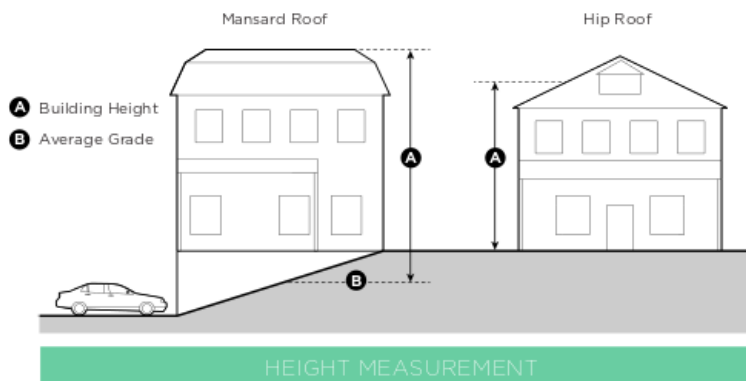 Mansard Roof
Hip Roof
A Building Height
B Average Grade
A
A
B
HEIGHT MEASUREMENT